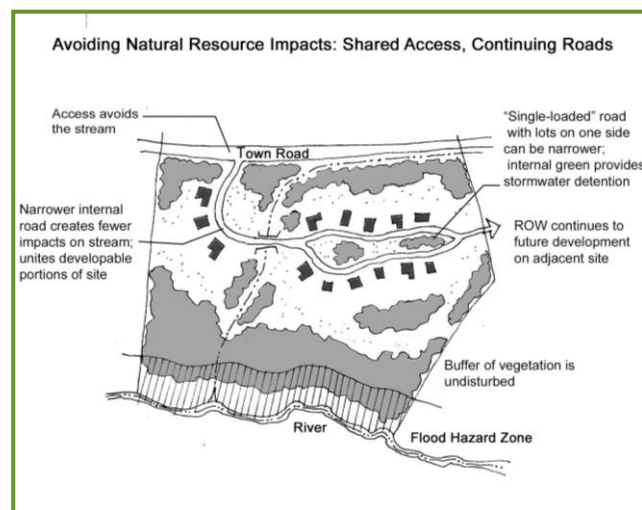 Avoiding Natural Resource Impacts: Shared Access, Continuing Roads
Access avoids
the stream
Town Road
“Single-loaded” road
with lots on one side
can be narrower;
internal green provides
stormwater detention
Narrower internal
road creates fewer
impacts on stream;
unites developable
portions of site
ROW continues to
future development
on adjacent site
Buffer of vegetation is
undisturbed
River
Flood Hazard Zone